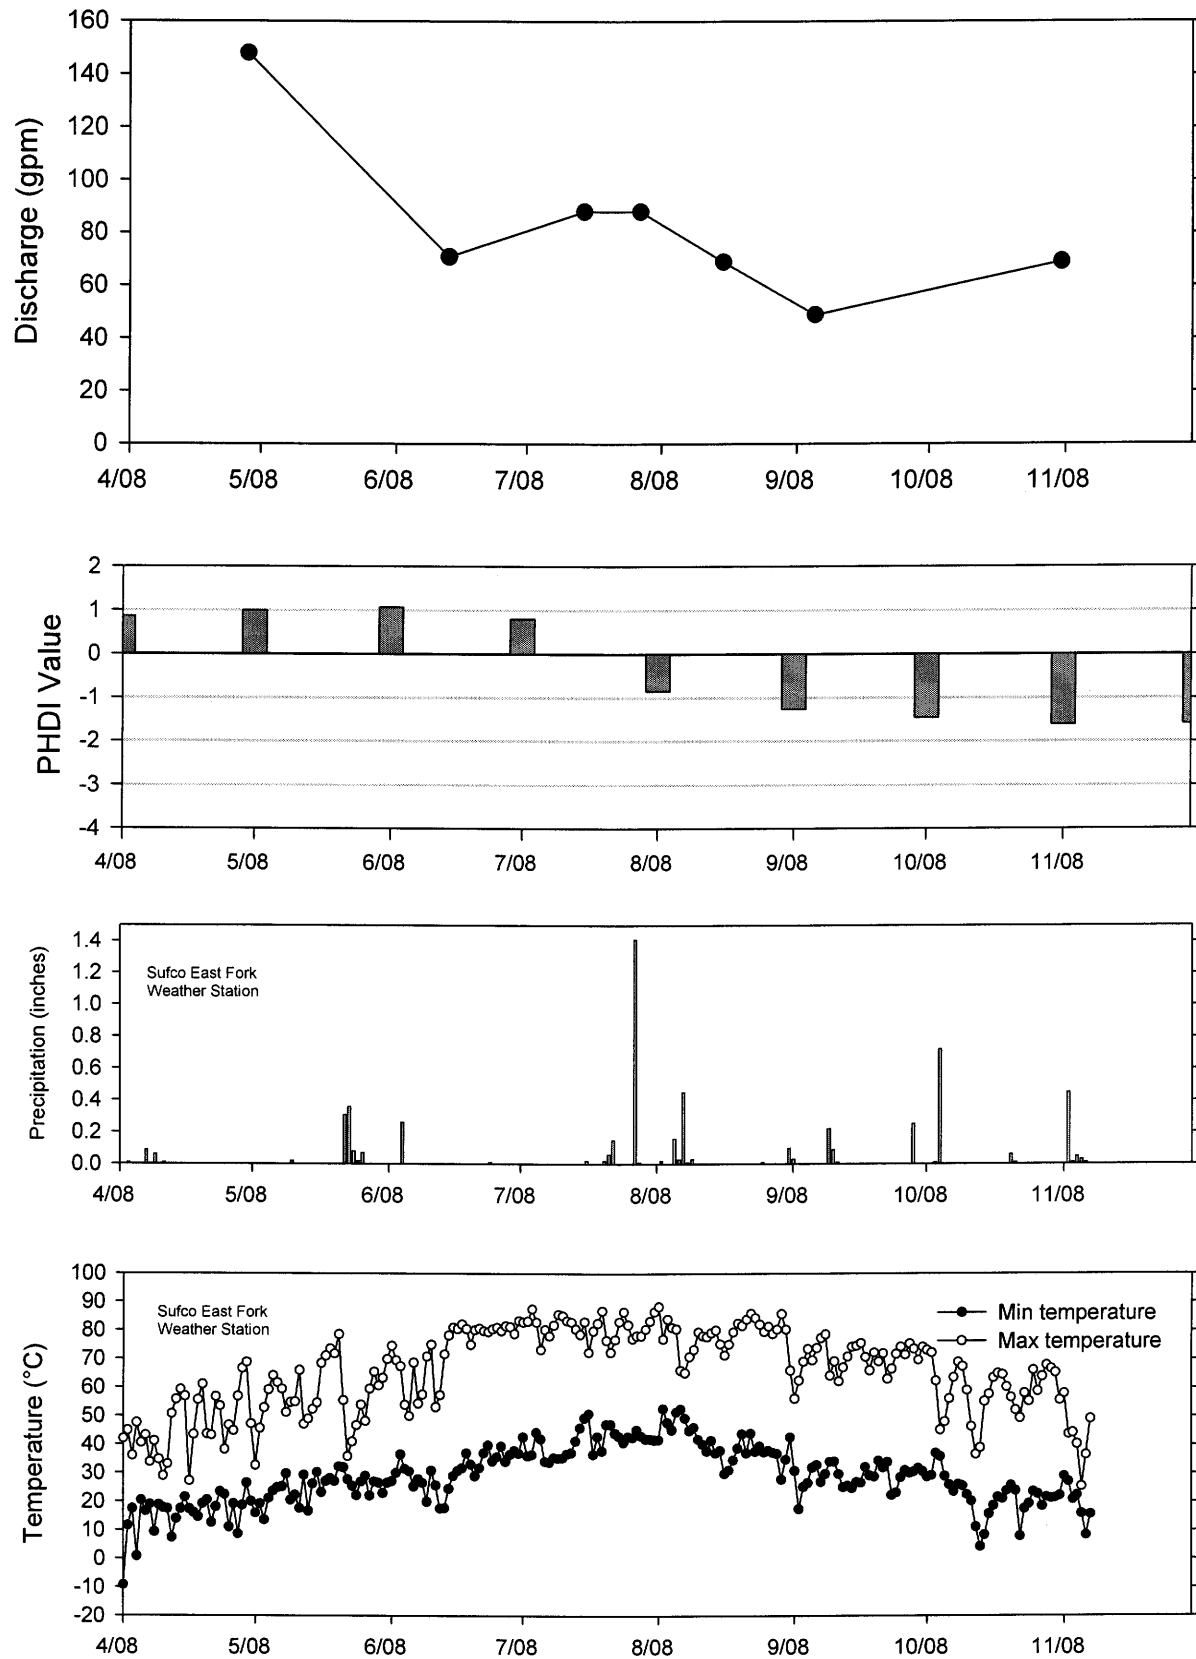 Discharge (gpm)
160
140
120
100
80
60
40
20
0
4/08 5/08 6/08 7/08 8/08 9/08 10/08 11/08
PHDI Value
2
1
0
-1
-2
-3
-4
4/08 5/08 6/08 7/08 8/08 9/08 10/08 11/08
Precipitation (inches)
1.4
1.2
1.0
0.8
0.6
0.4
0.2
0.0
Sufco East Fork
Weather Station
4/08 5/08 6/08 7/08 8/08 9/08 10/08 11/08
Temperature (°C)
100
90
80
70
60
50
40
30
20
10
0
-10
-20
Sufco East Fork
Weather Station
Min temperature
Max temperature
4/08 5/08 6/08 7/08 8/08 9/08 10/08 11/08